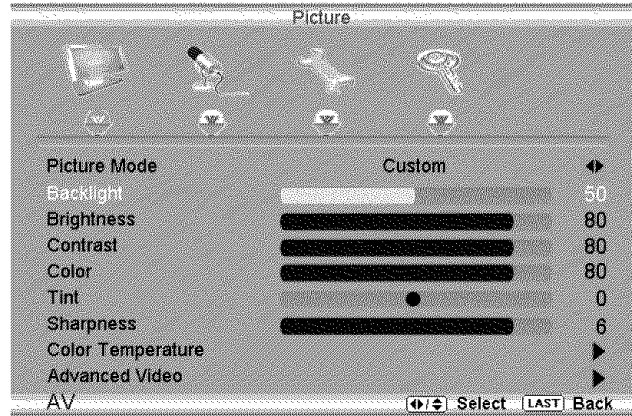 Picture
Picture Mode Custom
Backlight 50
Brightness 80
Contrast 80
Color 80
Tint 0
Sharpness 6
Color Temperature
Advanced Video
AV Select LAST Back